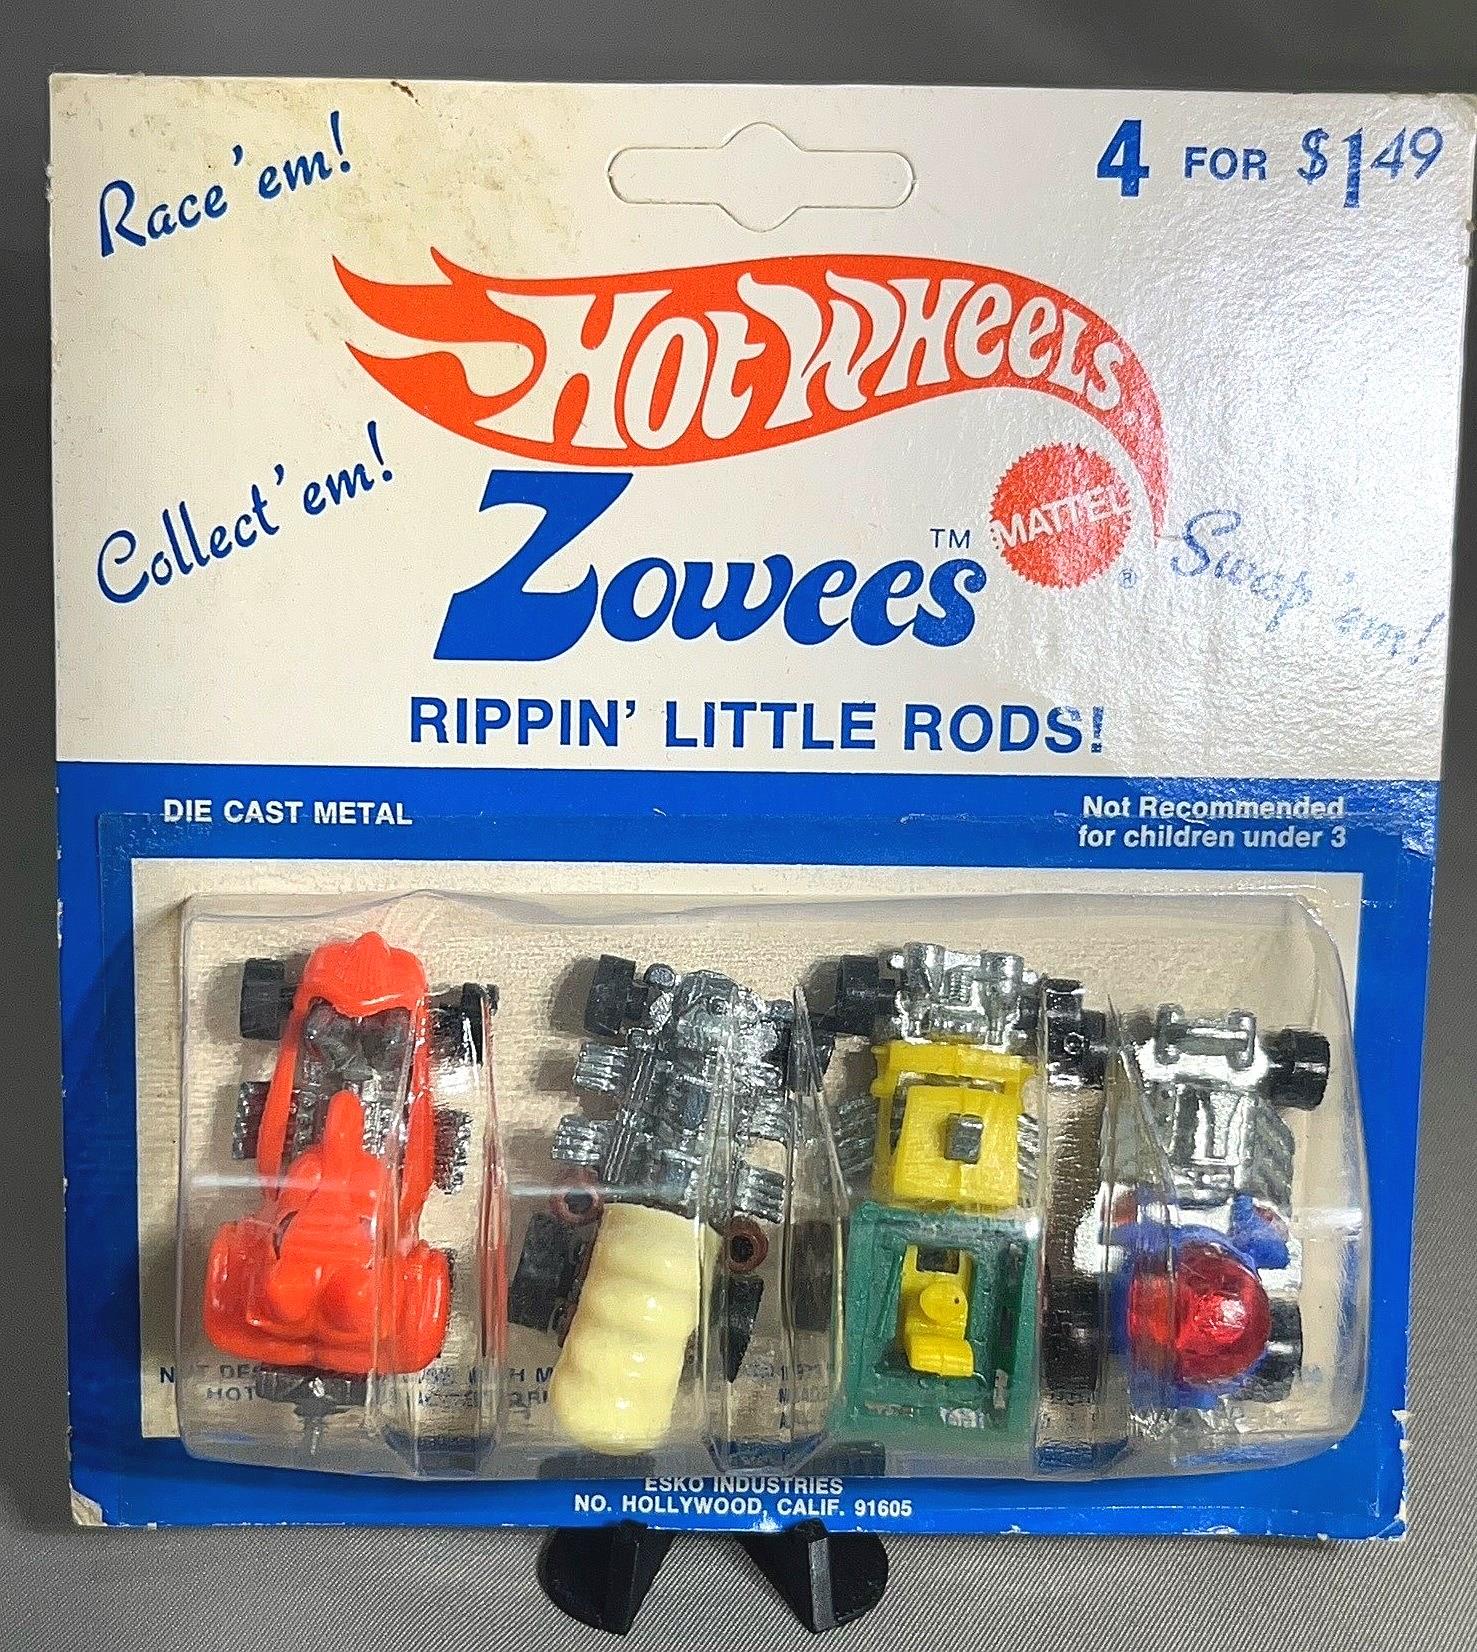 Race 'em!
4 FOR $1.49
HOT WHEELS
Collect 'em!
Zowees™
MATTEL®
Swap 'em!
RIPPIN' LITTLE RODS!
DIE CAST METAL
Not Recommended
for children under 3
ESKO INDUSTRIES
NO. HOLLYWOOD, CALIF. 91605